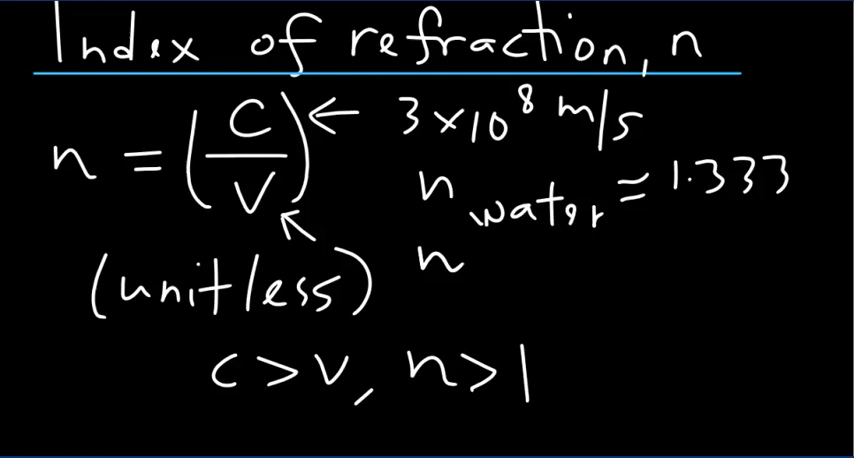 Index of refraction, n
n = (C/V) ← 3×10⁸ m/s
n water ≈ 1.333
(unitless)
n
c > v, n > 1